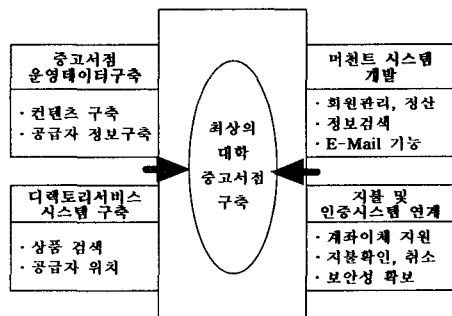 중고서점
운영데이터구축
· 컨텐츠 구축
· 공급자 정보구축
디렉토리서비스
시스템 구축
· 상품 검색
· 공급자 위치
최상의
대학
중고서점
구축
머천트 시스템
개발
· 회원관리, 정산
· 정보검색
· E-Mail 기능
지불 및
인증시스템 연계
· 계좌이체 지원
· 지불확인, 취소
· 보안성 확보